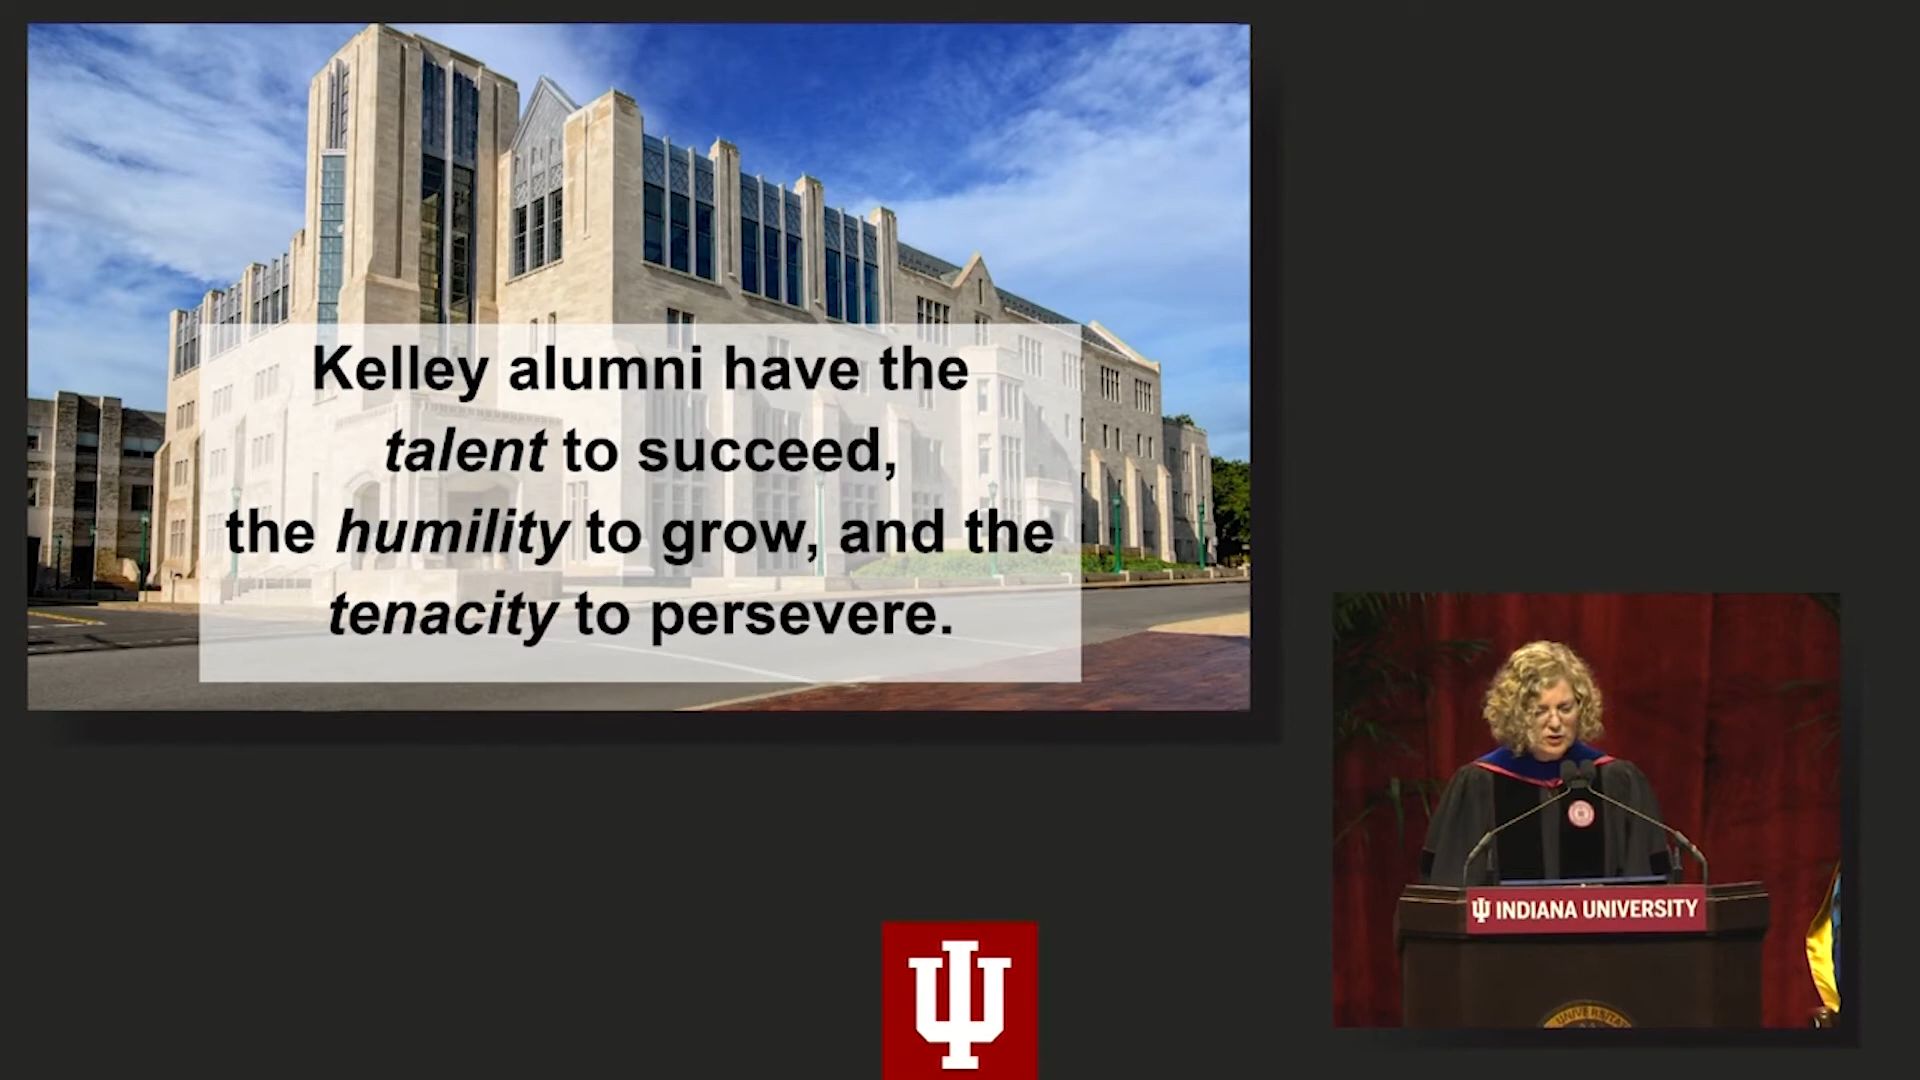 Kelley alumni have the
talent to succeed,
the humility to grow, and the
tenacity to persevere.
INDIANA UNIVERSITY